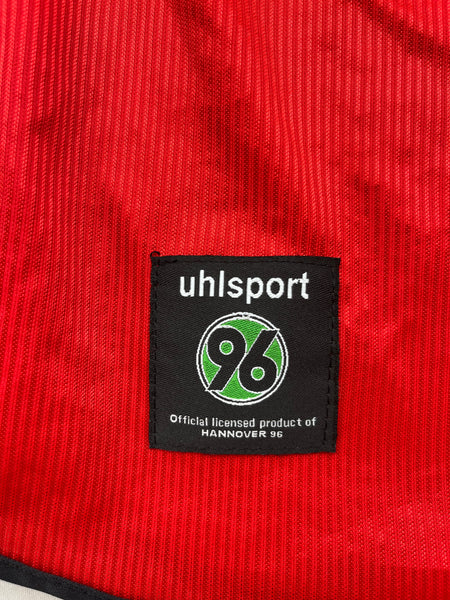 uhlsport
96
Official licensed product of
HANNOVER 96